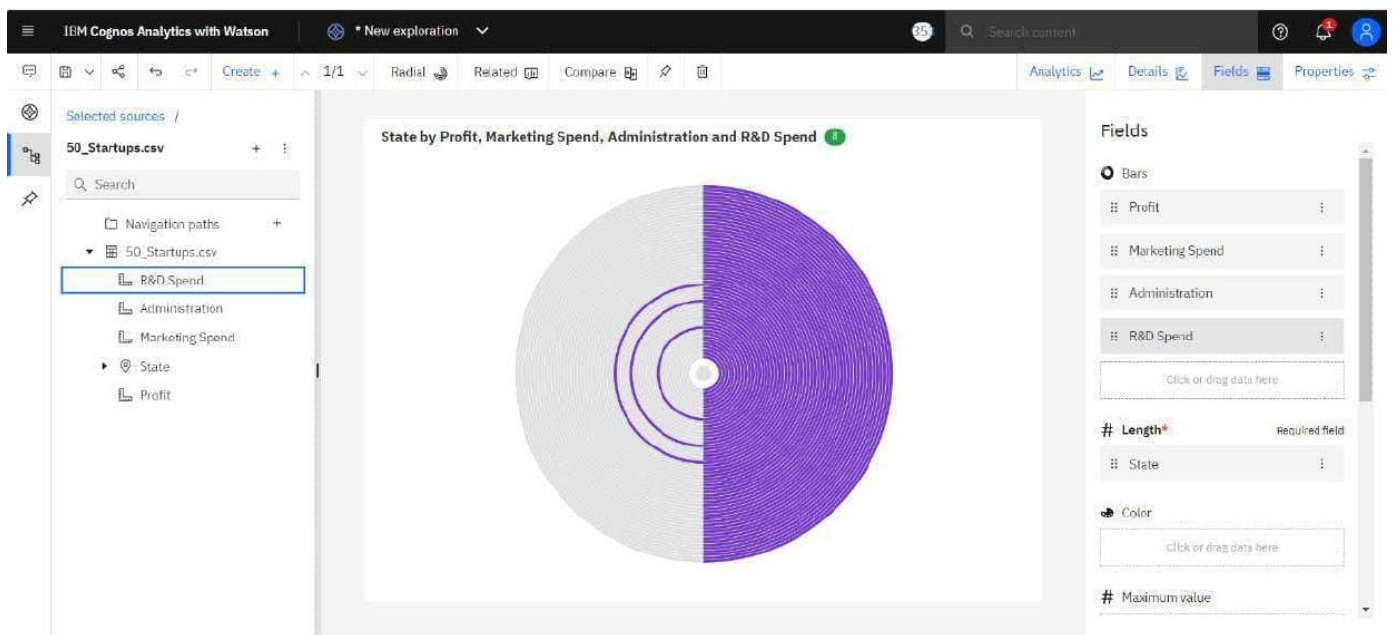 IBM Cognos Analytics with Watson
* New exploration
35
Search content
1
Create +
1/1
Radial
Related
Compare
Analytics
Details
Fields
Properties
Selected sources /
50_Startups.csv
Search
Navigation paths
50_Startups.csv
R&D Spend
Administration
Marketing Spend
State
Profit
State by Profit, Marketing Spend, Administration and R&D Spend 8
Fields
Bars
Profit
Marketing Spend
Administration
R&D Spend
Click or drag data here
# Length* Required field
State
Color
Click or drag data here
# Maximum value